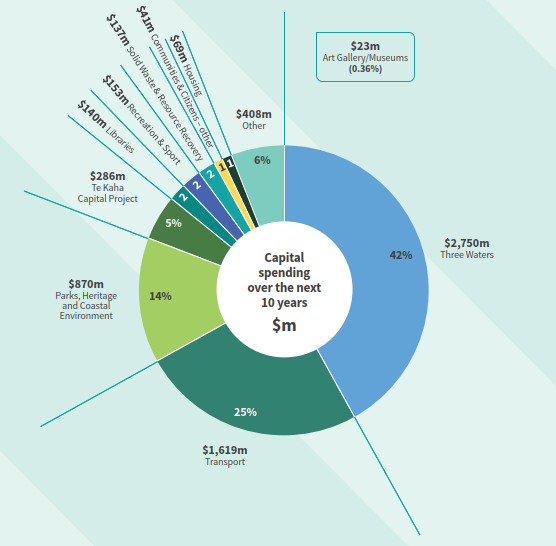 $23m
Art Gallery/Museums
(0.36%)
$408m
Other
6%
$2,750m
Three Waters
42%
$1,619m
Transport
25%
$870m
Parks, Heritage
and Coastal
Environment
14%
$286m
Te Kaha
Capital Project
5%
$140m Libraries
2
$153m Recreation & Sport
2
$137m Solid Waste & Resource Recovery
2
$41m Communities & Citizens - other
1
$69m Housing
1
Capital
spending
over the next
10 years
$m